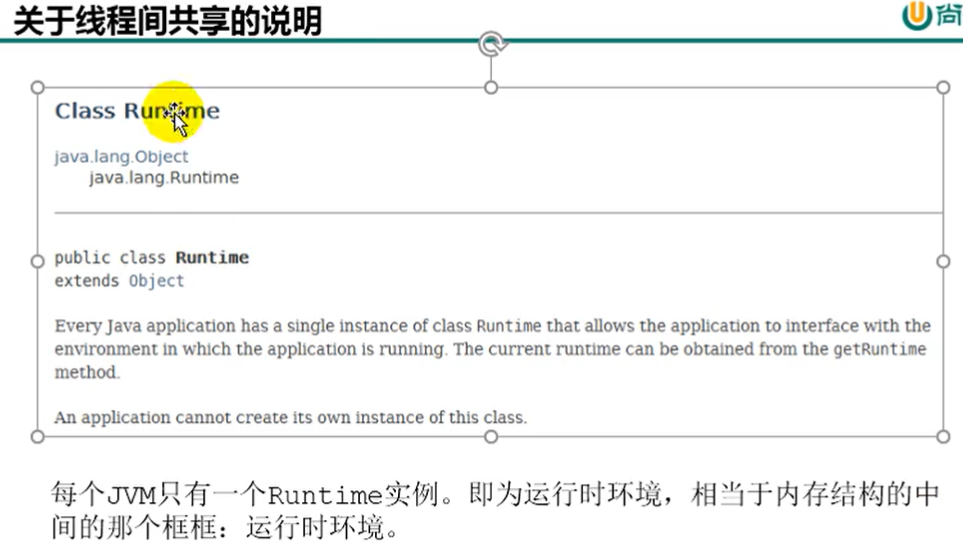 关于线程间共享的说明
尚
Class Runtime
java.lang.Object
java.lang.Runtime
public class Runtime
extends Object
Every Java application has a single instance of class Runtime that allows the application to interface with the
environment in which the application is running. The current runtime can be obtained from the getRuntime
method.
An application cannot create its own instance of this class.
每个JVM只有一个Runtime实例。即为运行时环境，相当于内存结构的中
间的那个框框：运行时环境。